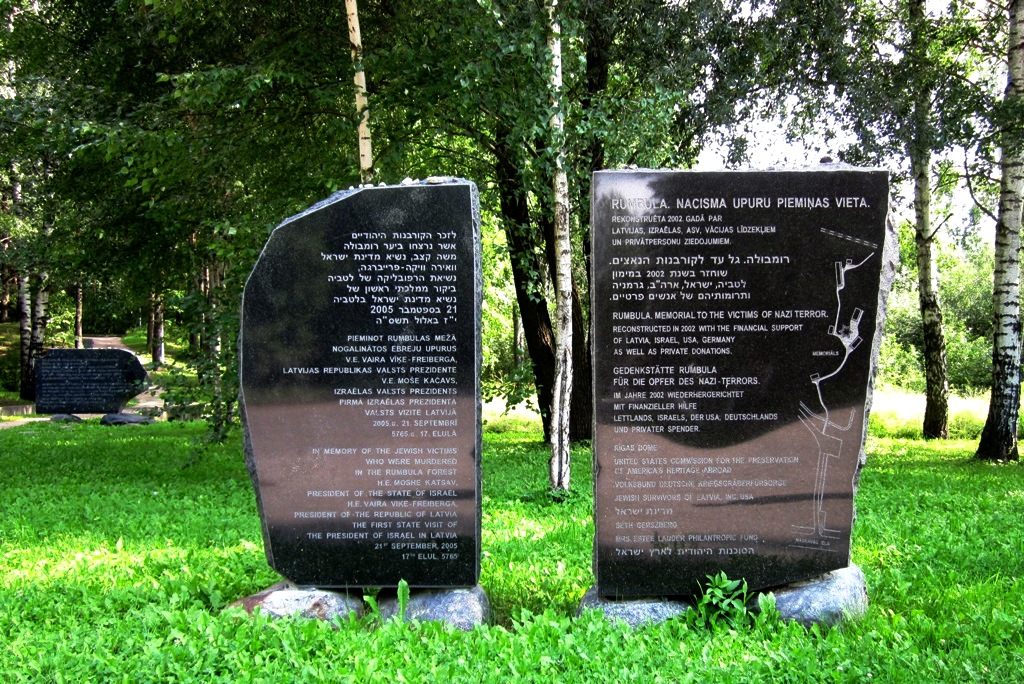 לזכר הקורבנות היהודיים
אשר נרצחו ביער רומבולה
משה קצב, נשיא מדינת ישראל
וואירה וויקה-פרייברגה,
נשיאת הרפובליקה של לטביה
ביקור ממלכתי ראשון של
נשיא מדינת ישראל בלטביה
21 בספטמבר 2005
י"ז באלול תשס"ה
PIEMINOT RUMBULAS MEŽĀ
NOGALINĀTOS EBREJU UPURUS
V.E. VAIRA VĪĶE-FREIBERGA,
LATVIJAS REPUBLIKAS VALSTS PREZIDENTE
V.E. MOŠE KACAVS,
IZRAĒLAS VALSTS PREZIDENTS
PIRMĀ IZRAĒLAS PREZIDENTA
VALSTS VIZĪTE LATVIJĀ
2005.G. 21. SEPTEMBRĪ
5765.G. 17. ELULĀ
IN MEMORY OF THE JEWISH VICTIMS
WHO WERE MURDERED
IN THE RUMBULA FOREST
H.E. MOSHE KATSAV,
PRESIDENT OF THE STATE OF ISRAEL
H.E. VAIRA VĪĶE-FREIBERGA,
PRESIDENT OF THE REPUBLIC OF LATVIA
THE FIRST STATE VISIT OF
THE PRESIDENT OF ISRAEL IN LATVIA
21ST SEPTEMBER, 2005
17TH ELUL, 5765
RUMBULA. NACISMA UPURU PIEMIŅAS VIETA.
REKONSTRUĒTA 2002. GADĀ PAR
LATVIJAS, IZRAĒLAS, ASV, VĀCIJAS LĪDZEKĻIEM
UN PRIVĀTPERSONU ZIEDOJUMIEM.
רומבולה. גל עד לקורבנות הנאצים.
שוחזר בשנת 2002 במימון
לטביה, ישראל, ארה"ב, גרמניה
ותרומותיהם של אנשים פרטיים.
RUMBULA. MEMORIAL TO THE VICTIMS OF NAZI TERROR.
RECONSTRUCTED IN 2002 WITH THE FINANCIAL SUPPORT
OF LATVIA, ISRAEL, USA, GERMANY
AS WELL AS PRIVATE DONATIONS.
GEDENKSTÄTTE RUMBULA
FÜR DIE OPFER DES NAZI-TERRORS.
IM JAHRE 2002 WIEDERHERGERICHTET
MIT FINANZIELLER HILFE
LETTLANDS, ISRAELS, DER USA, DEUTSCHLANDS
UND PRIVATER SPENDER.
RĪGAS DOME
UNITED STATES COMMISSION FOR THE PRESERVATION
OF AMERICA'S HERITAGE ABROAD
VOLKSBUND DEUTSCHE KRIEGSGRÄBERFÜRSORGE
JEWISH SURVIVORS OF LATVIA, INC. USA
מדינת ישראל
SETH GERSZBERG
MRS. ESTEE LAUDER PHILANTHROPIC FUND
הסוכנות היהודית לארץ ישראל
MEMORIĀLS
MASKAVAS IELA